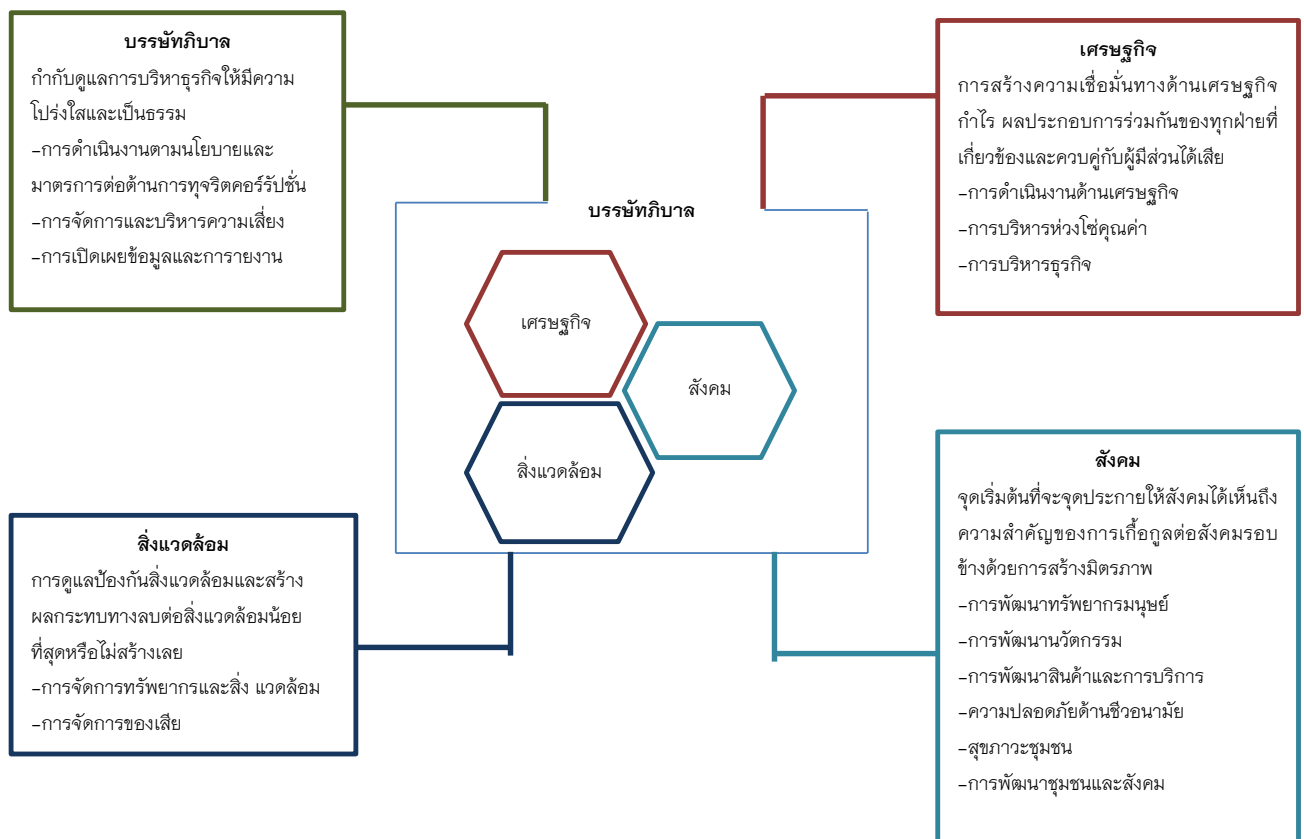 บรรษัทภิบาล
กำกับดูแลการบริหาธุรกิจให้มีความ
โปร่งใสและเป็นธรรม
-การดำเนินงานตามนโยบายและ
มาตรการต่อต้านการทุจริตคอร์รัปชั่น
-การจัดการและบริหารความเสี่ยง
-การเปิดเผยข้อมูลและการายงาน
เศรษฐกิจ
การสร้างความเชื่อมั่นทางด้านเศรษฐกิจ
กำไร ผลประกอบการร่วมกันของทุกฝ่ายที่
เกี่ยวข้องและควบคู่กับผู้มีส่วนได้เสีย
-การดำเนินงานด้านเศรษฐกิจ
-การบริหารห่วงโซ่คุณค่า
-การบริหารธุรกิจ
บรรษัทภิบาล
เศรษฐกิจ
สังคม
สิ่งแวดล้อม
สิ่งแวดล้อม
การดูแลป้องกันสิ่งแวดล้อมและสร้าง
ผลกระทบทางลบต่อสิ่งแวดล้อมน้อย
ที่สุดหรือไม่สร้างเลย
-การจัดการทรัพยากรและสิ่ง แวดล้อม
-การจัดการของเสีย
สังคม
จุดเริ่มต้นที่จะจุดประกายให้สังคมได้เห็นถึง
ความสำคัญของการเกื้อกูลต่อสังคมรอบ
ข้างด้วยการสร้างมิตรภาพ
-การพัฒนาทรัพยากรมนุษย์
-การพัฒนานวัตกรรม
-การพัฒนาสินค้าและการบริการ
-ความปลอดภัยด้านชีวอนามัย
-สุขภาวะชุมชน
-การพัฒนาชุมชนและสังคม